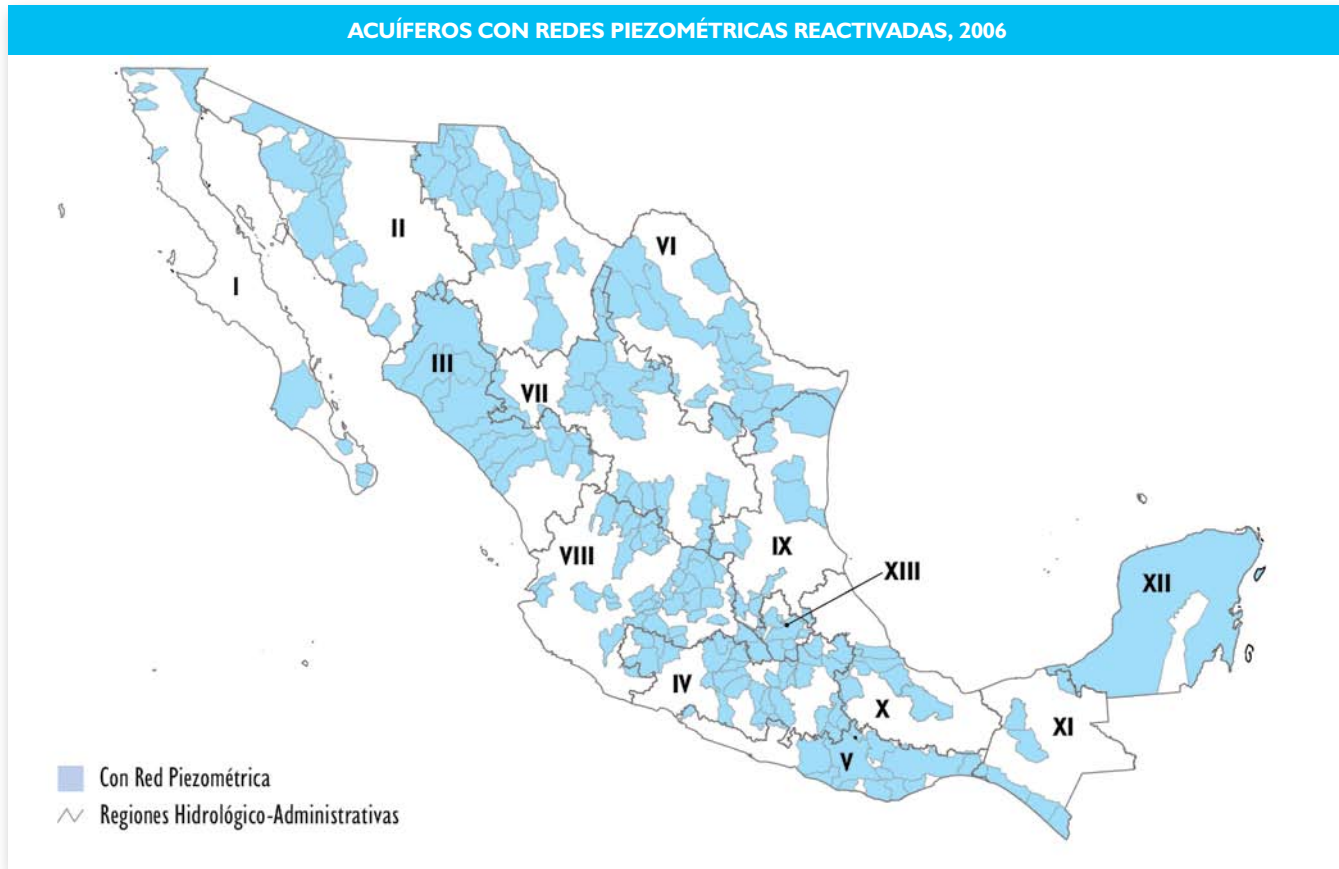 ACUÍFEROS CON REDES PIEZOMÉTRICAS REACTIVADAS, 2006
VI
II
I
III
VII
IX
VIII
XIII
XII
IV
X
XI
V
Con Red Piezométrica
Regiones Hidrológico-Administrativas